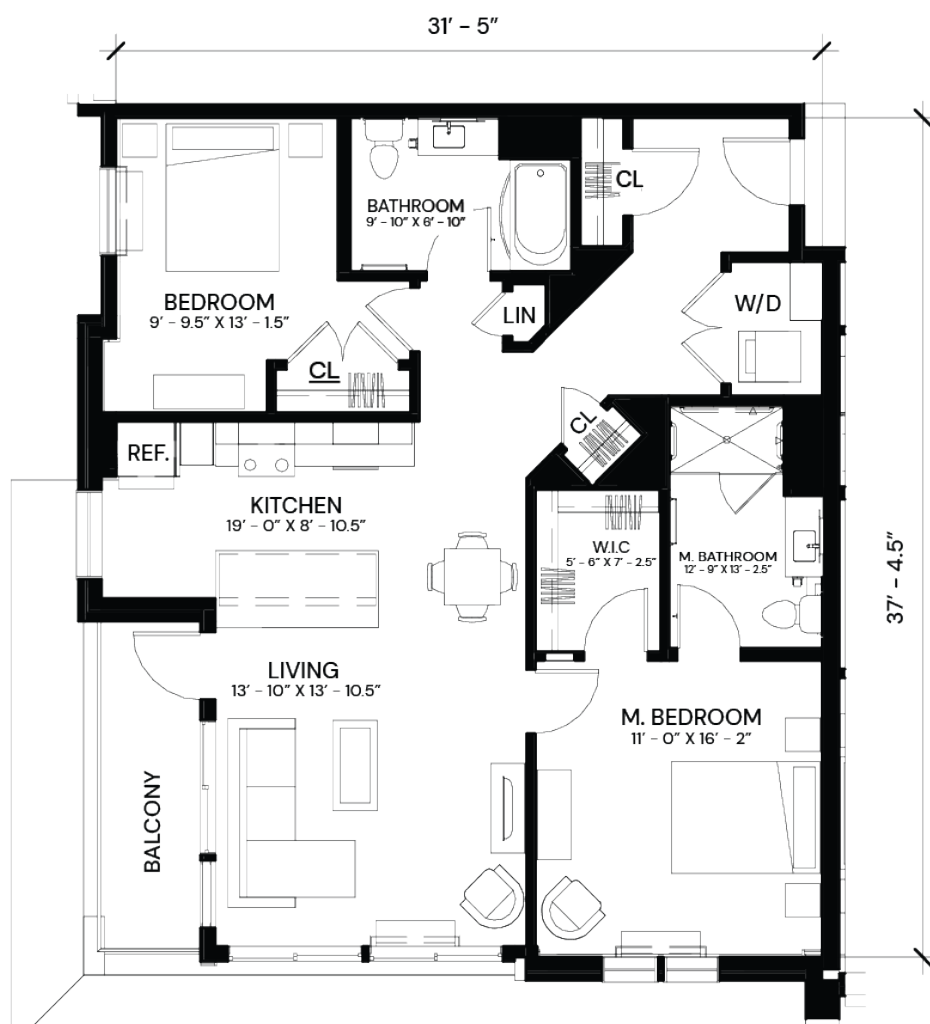 31' - 5"
BATHROOM
9' - 10" X 6' - 10"
CL
BEDROOM
9' - 9.5" X 13' - 1.5"
LIN
W/D
CL
CL
REF.
KITCHEN
19' - 0" X 8' - 10.5"
W.I.C
5' - 6" X 7' - 2.5"
M. BATHROOM
12' - 9" X 13' - 2.5"
37' - 4.5"
LIVING
13' - 10" X 13' - 10.5"
M. BEDROOM
11' - 0" X 16' - 2"
BALCONY